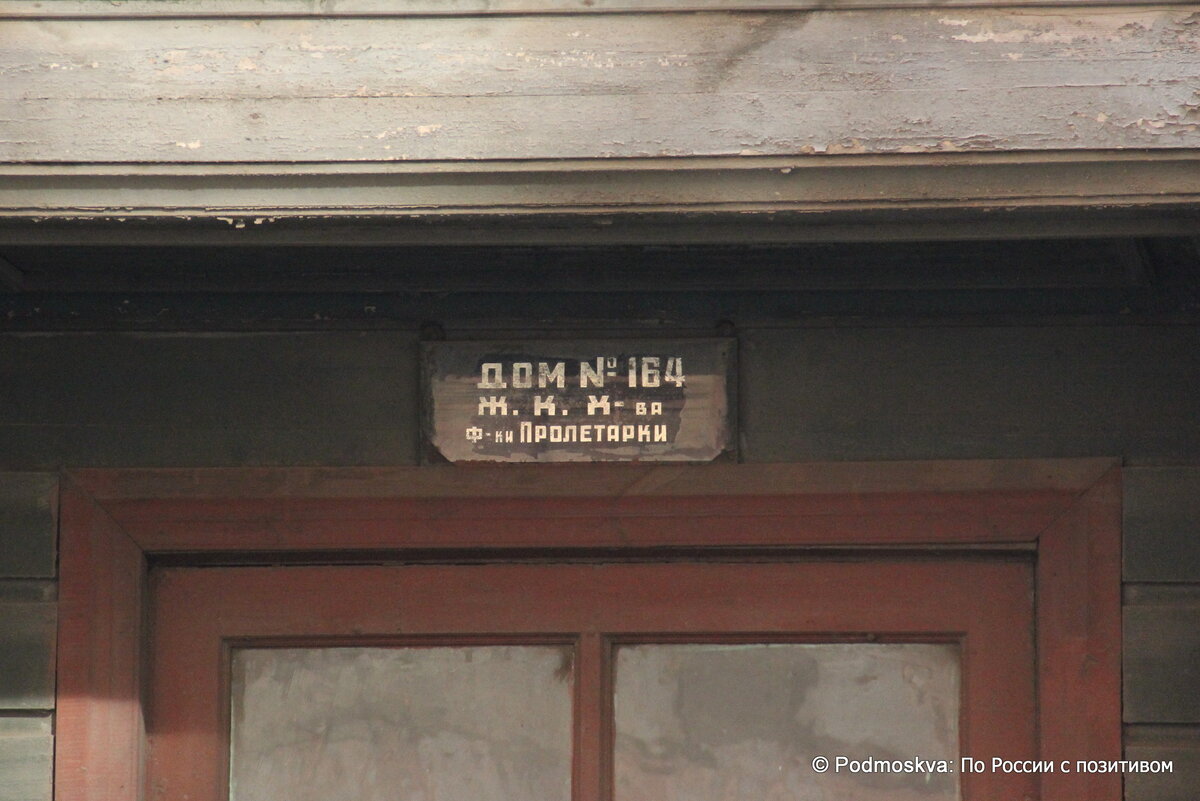 ДОМ № 164
Ж. К. Х-ва
Ф-ки ПРОЛЕТАРКИ
© Podmoskva: По России с позитивом